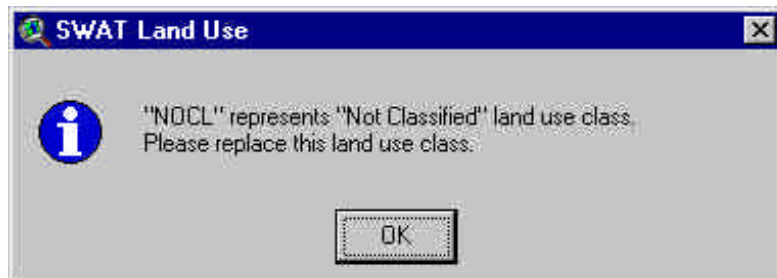 SWAT Land Use
"NOCL" represents "Not Classified" land use class.
Please replace this land use class.
OK